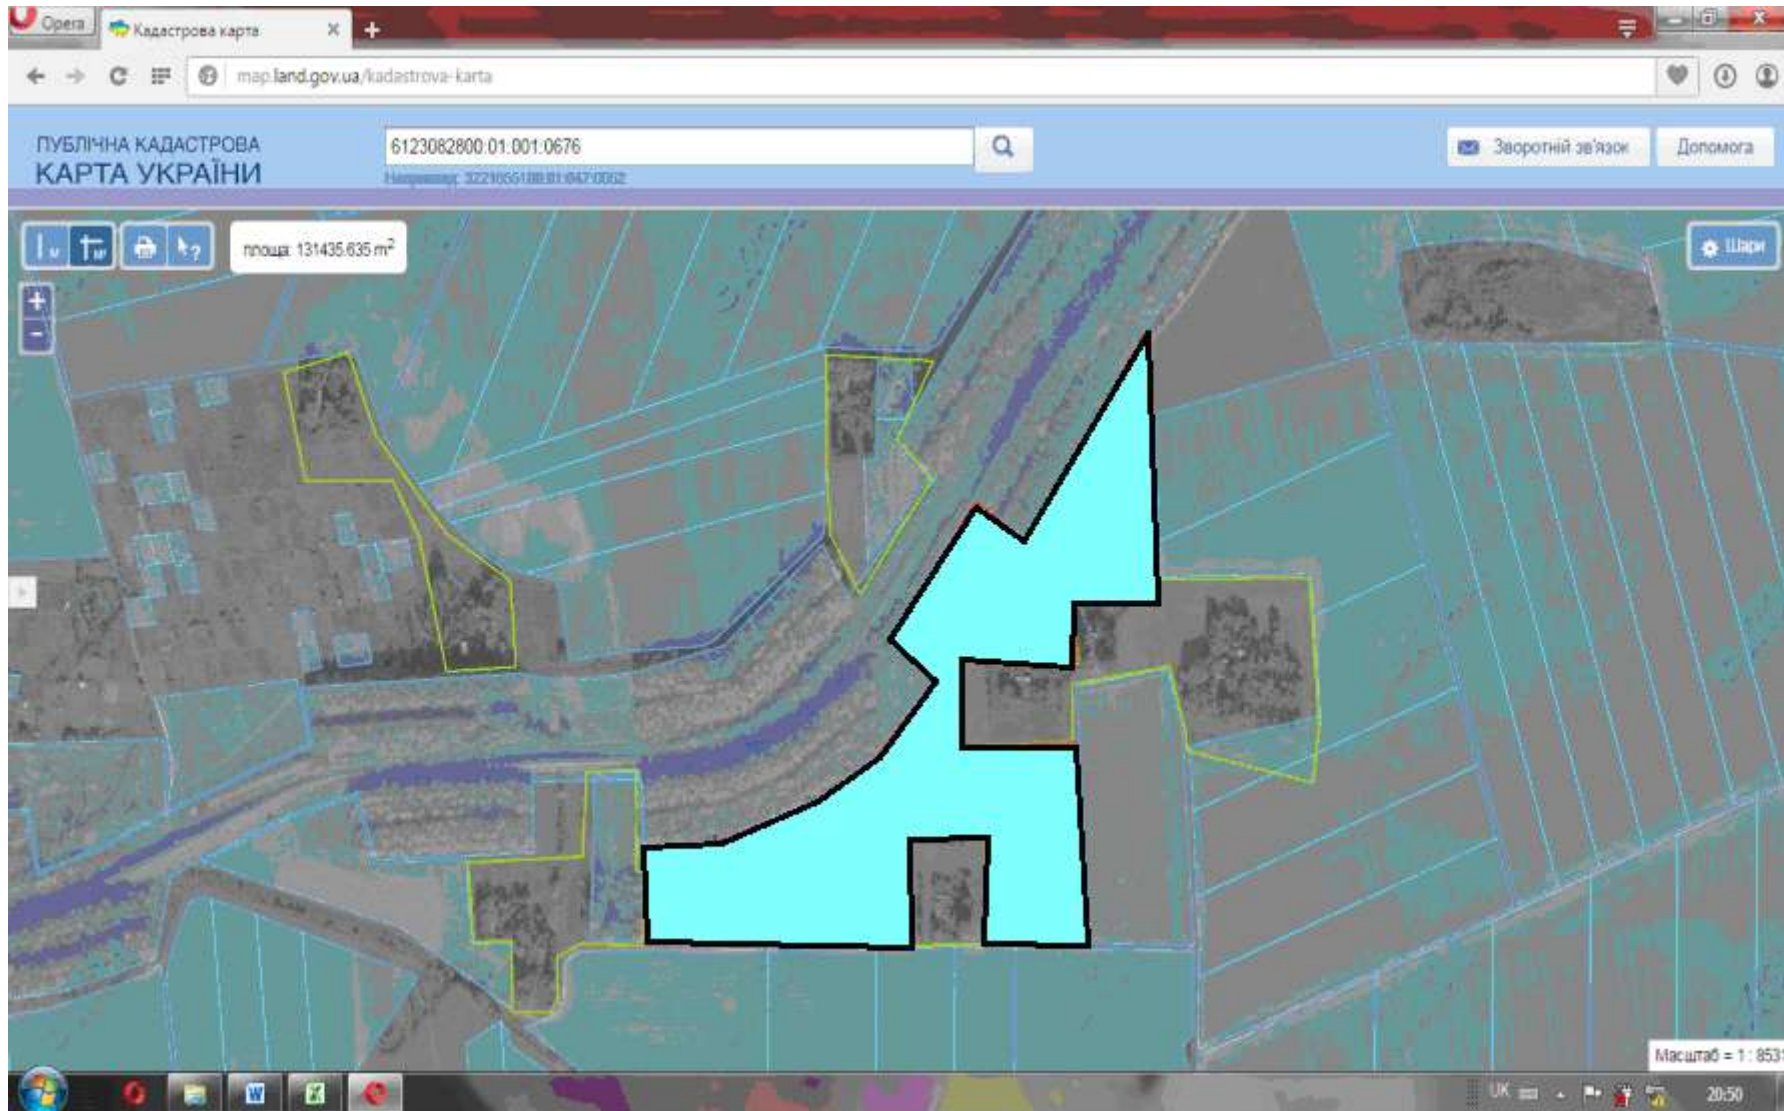 Opera
Кадастрова карта
map.land.gov.ua/kadastrova-karta
ПУБЛІЧНА КАДАСТРОВА
КАРТА УКРАЇНИ
6123082800:01:001:0676
Зворотній зв'язок
Допомога
площа: 131435.635 m²
Шари
Масштаб = 1 : 8531
UK
20:50